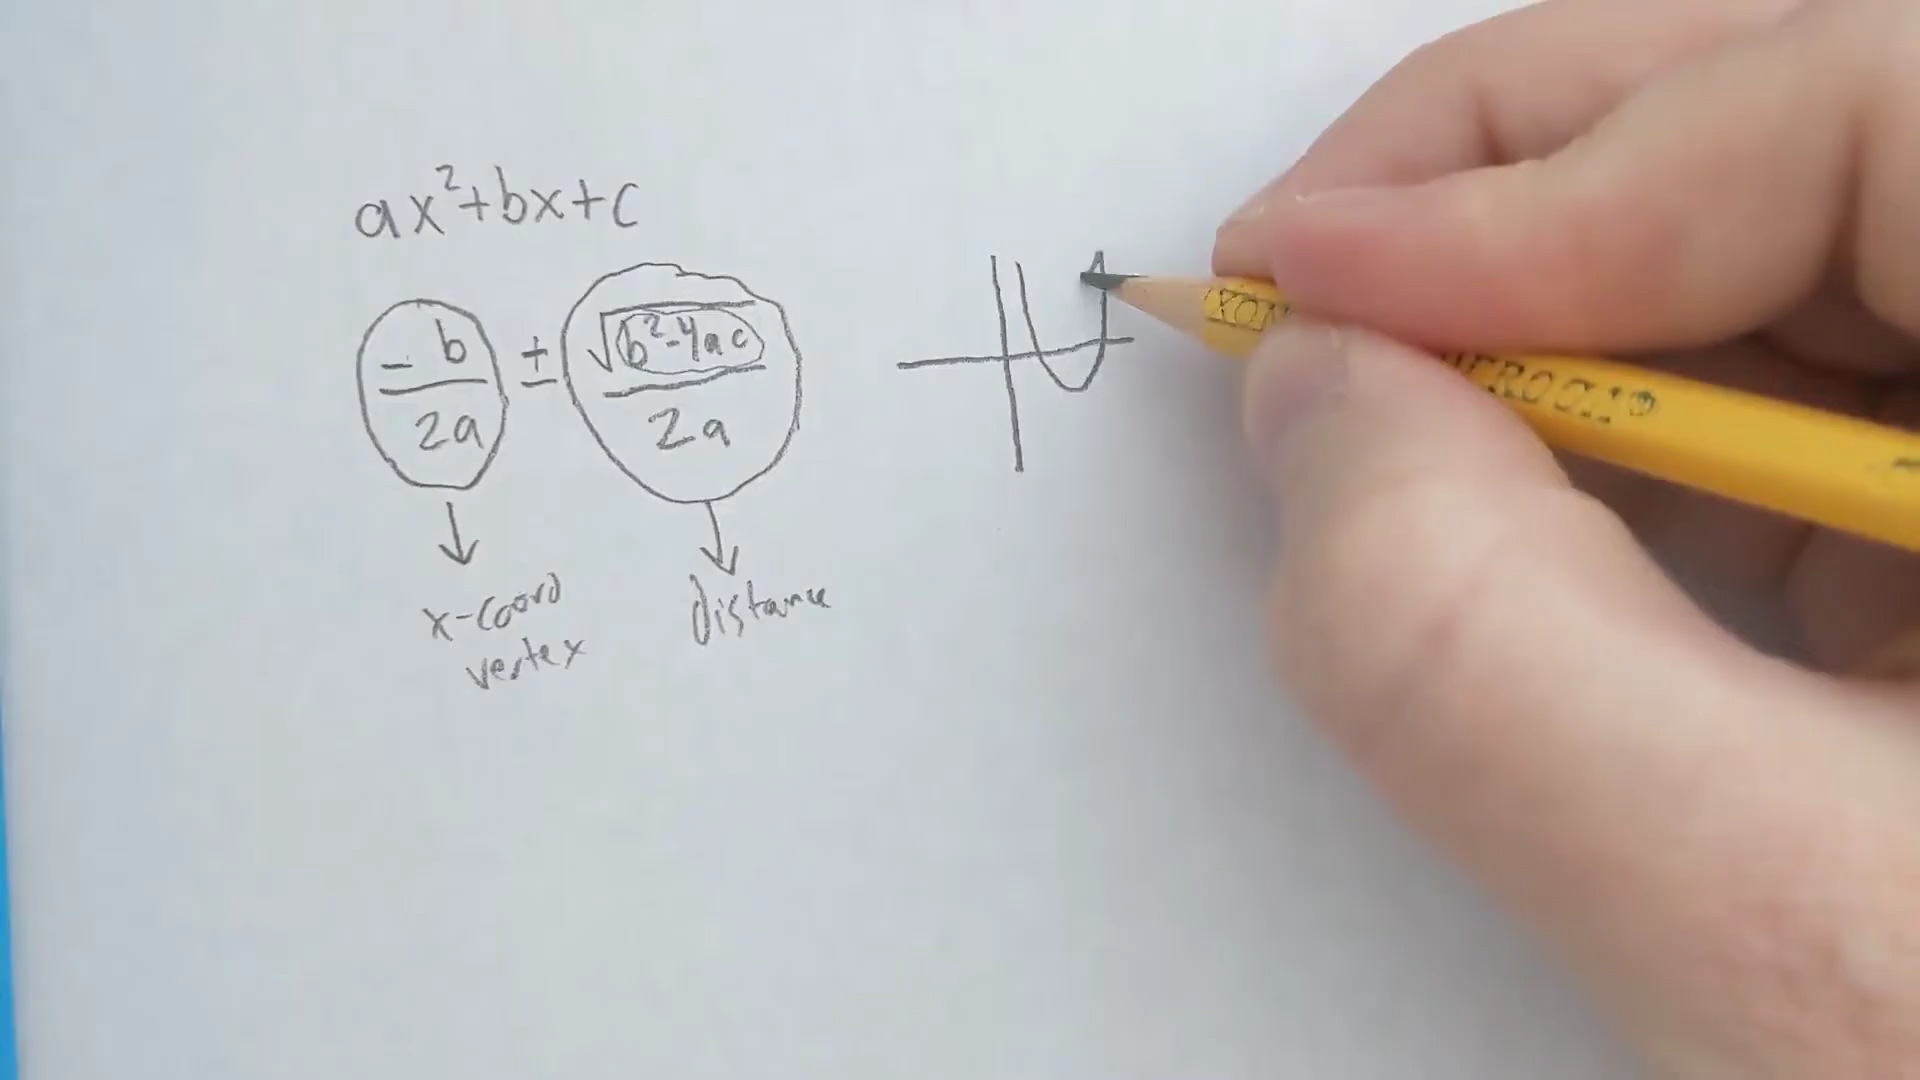 ax²+bx+c
-b/2a ± √(b²-4ac)/2a
x-coord
vertex
distance